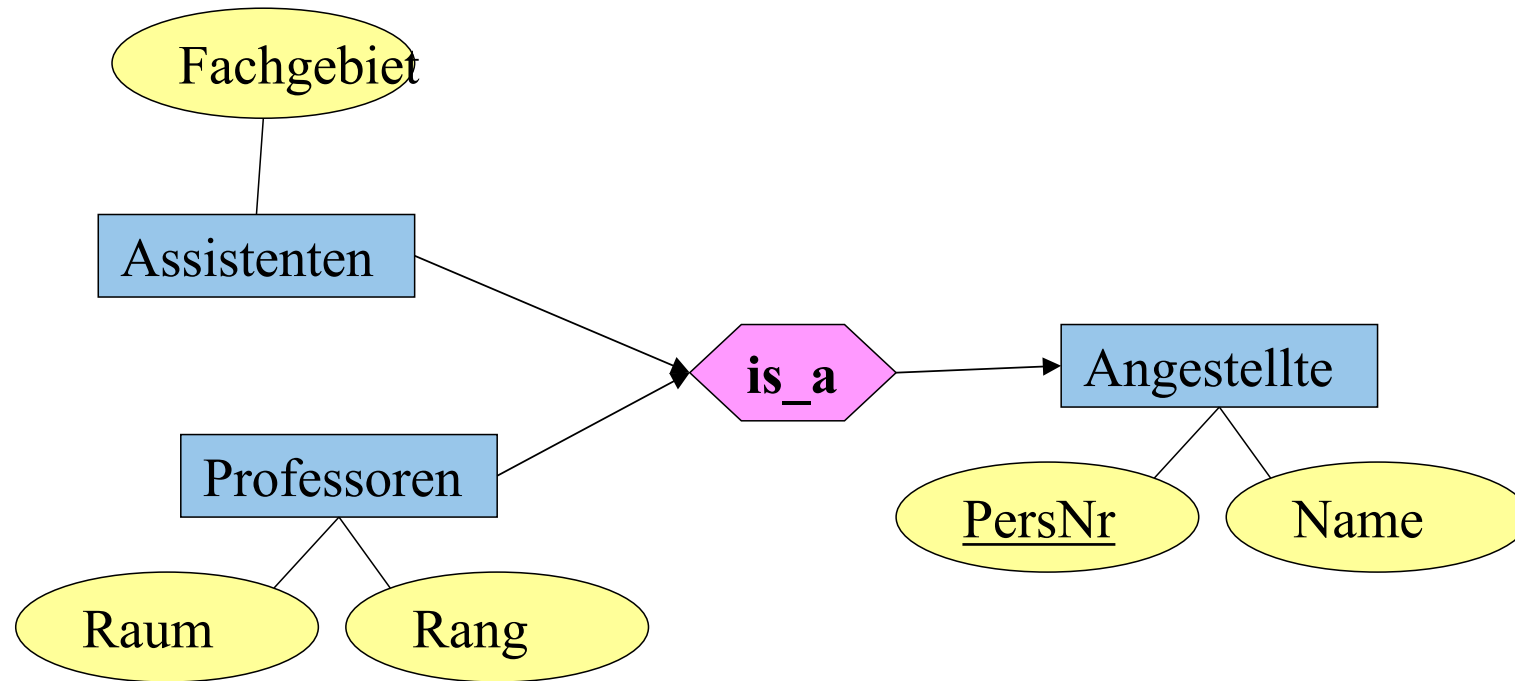 Fachgebiet
Assistenten
is_a
Angestellte
Professoren
PersNr
Name
Raum
Rang